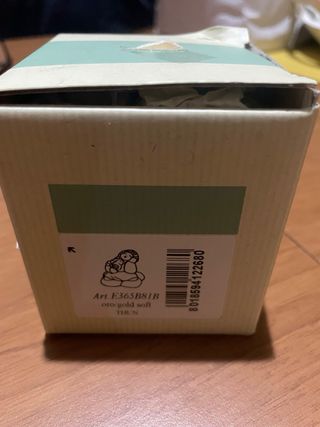 Art. E365B81B
oro gold soft
THUN
8018594122680